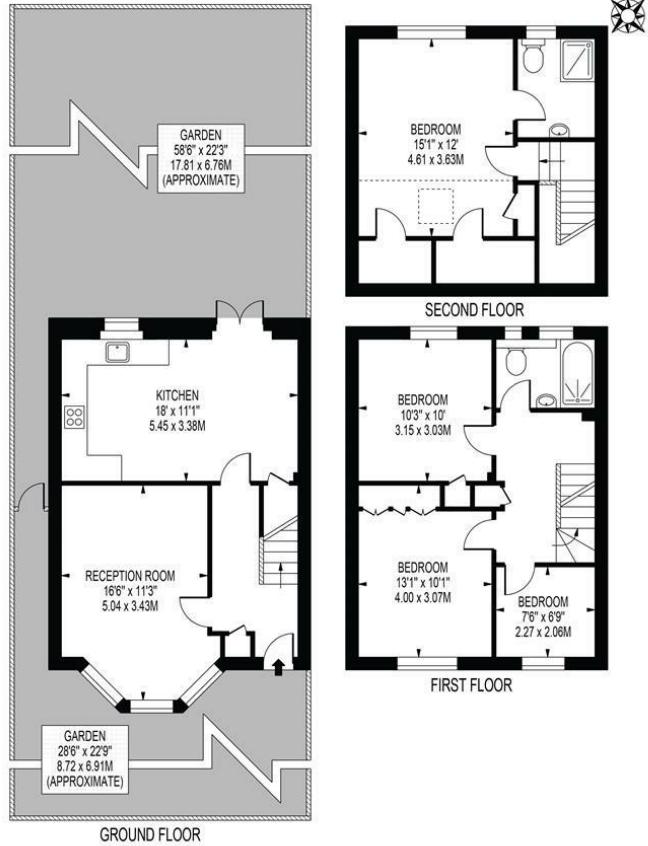 GARDEN
58'6" x 22'3"
17.81 x 6.76M
(APPROXIMATE)
KITCHEN
18' x 11'1"
5.45 x 3.38M
RECEPTION ROOM
16'6" x 11'3"
5.04 x 3.43M
GARDEN
28'6" x 22'9"
8.72 x 6.91M
(APPROXIMATE)
GROUND FLOOR
BEDROOM
15'1" x 12'
4.61 x 3.63M
SECOND FLOOR
BEDROOM
10'3" x 10'
3.15 x 3.03M
BEDROOM
13'1" x 10'1"
4.00 x 3.07M
BEDROOM
7'6" x 6'9"
2.27 x 2.06M
FIRST FLOOR